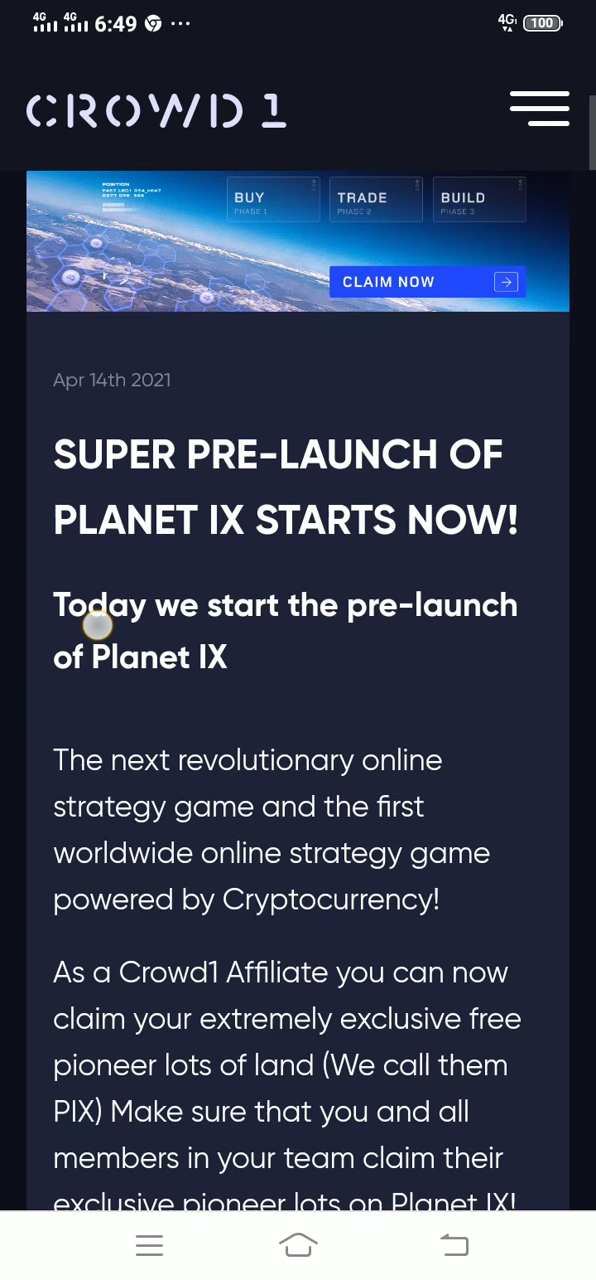 4G 4G 6:49 ... 4G 100
CROWD 1
POSITION
BUY TRADE BUILD
PHASE 1 PHASE 2 PHASE 3
CLAIM NOW
Apr 14th 2021
SUPER PRE-LAUNCH OF
PLANET IX STARTS NOW!
Today we start the pre-launch
of Planet IX
The next revolutionary online
strategy game and the first
worldwide online strategy game
powered by Cryptocurrency!
As a Crowd1 Affiliate you can now
claim your extremely exclusive free
pioneer lots of land (We call them
PIX) Make sure that you and all
members in your team claim their
exclusive pioneer lots on Planet IX!